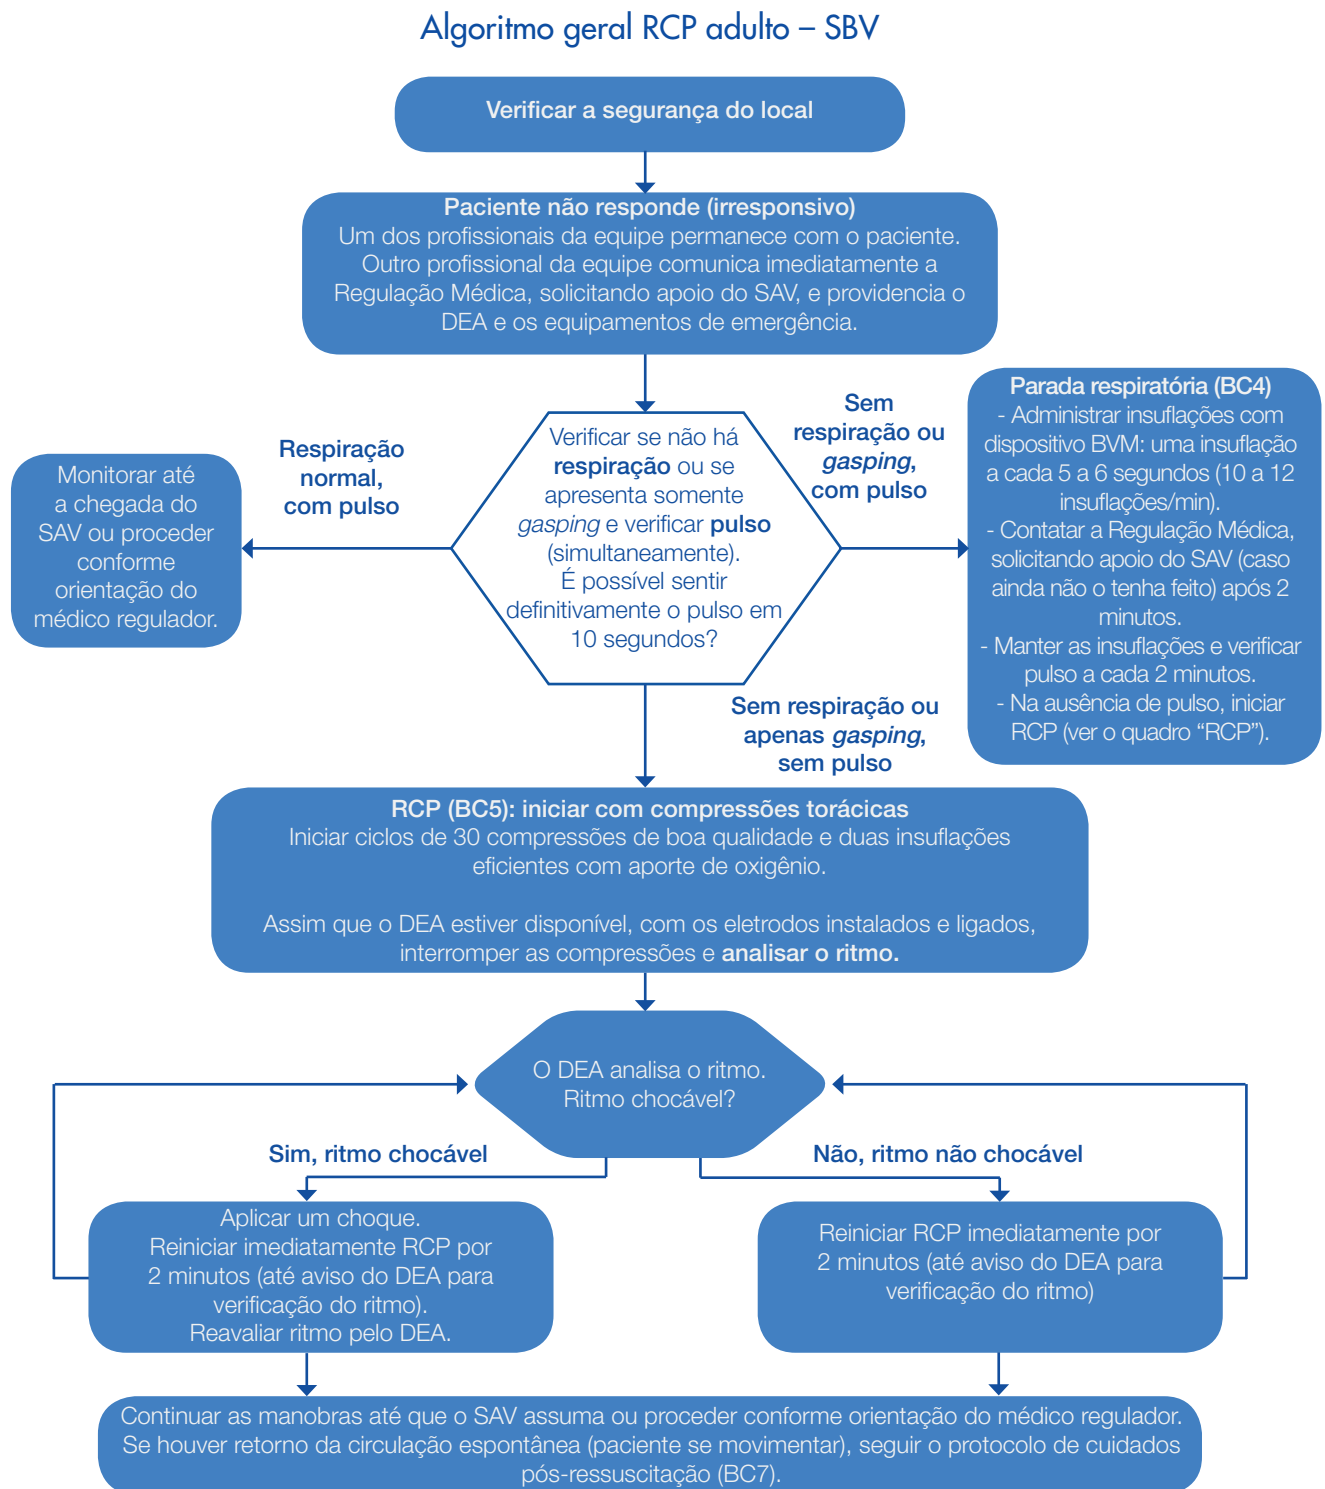 Algoritmo geral RCP adulto – SBV
Verificar a segurança do local
Paciente não responde (irresponsivo)
Um dos profissionais da equipe permanece com o paciente.
Outro profissional da equipe comunica imediatamente a
Regulação Médica, solicitando apoio do SAV, e providencia o
DEA e os equipamentos de emergência.
Verificar se não há
respiração ou se
apresenta somente
gasping e verificar pulso
(simultaneamente).
É possível sentir
definitivamente o pulso em
10 segundos?
Respiração
normal,
com pulso
Monitorar até
a chegada do
SAV ou proceder
conforme
orientação do
médico regulador.
Sem
respiração ou
gasping,
com pulso
Parada respiratória (BC4)
- Administrar insuflações com
dispositivo BVM: uma insuflação
a cada 5 a 6 segundos (10 a 12
insuflações/min).
- Contatar a Regulação Médica,
solicitando apoio do SAV (caso
ainda não o tenha feito) após 2
minutos.
- Manter as insuflações e verificar
pulso a cada 2 minutos.
- Na ausência de pulso, iniciar
RCP (ver o quadro “RCP”).
Sem respiração ou
apenas gasping,
sem pulso
RCP (BC5): iniciar com compressões torácicas
Iniciar ciclos de 30 compressões de boa qualidade e duas insuflações
eficientes com aporte de oxigênio.
Assim que o DEA estiver disponível, com os eletrodos instalados e ligados,
interromper as compressões e analisar o ritmo.
O DEA analisa o ritmo.
Ritmo chocável?
Sim, ritmo chocável
Não, ritmo não chocável
Aplicar um choque.
Reiniciar imediatamente RCP por
2 minutos (até aviso do DEA para
verificação do ritmo).
Reavaliar ritmo pelo DEA.
Reiniciar RCP imediatamente por
2 minutos (até aviso do DEA para
verificação do ritmo)
Continuar as manobras até que o SAV assuma ou proceder conforme orientação do médico regulador.
Se houver retorno da circulação espontânea (paciente se movimentar), seguir o protocolo de cuidados
pós-ressuscitação (BC7).